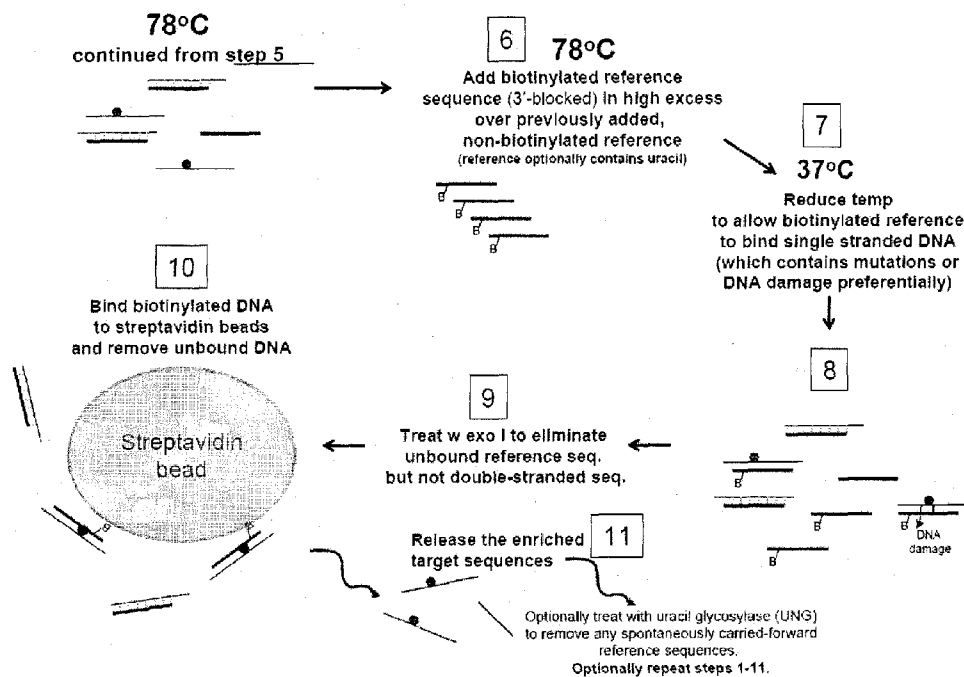 78°C
continued from step 5
6
78°C
Add biotinylated reference
sequence (3'-blocked) in high excess
over previously added,
non-biotinylated reference
(reference optionally contains uracil)
B
B
B
B
7
37°C
Reduce temp
to allow biotinylated reference
to bind single stranded DNA
(which contains mutations or
DNA damage preferentially)
8
B
B
B
B
DNA
damage
9
Treat w exo I to eliminate
unbound reference seq.
but not double-stranded seq.
10
Bind biotinylated DNA
to streptavidin beads
and remove unbound DNA
Streptavidin
bead
B
B
11
Release the enriched
target sequences
Optionally treat with uracil glycosylase (UNG)
to remove any spontaneously carried-forward
reference sequences.
Optionally repeat steps 1-11.